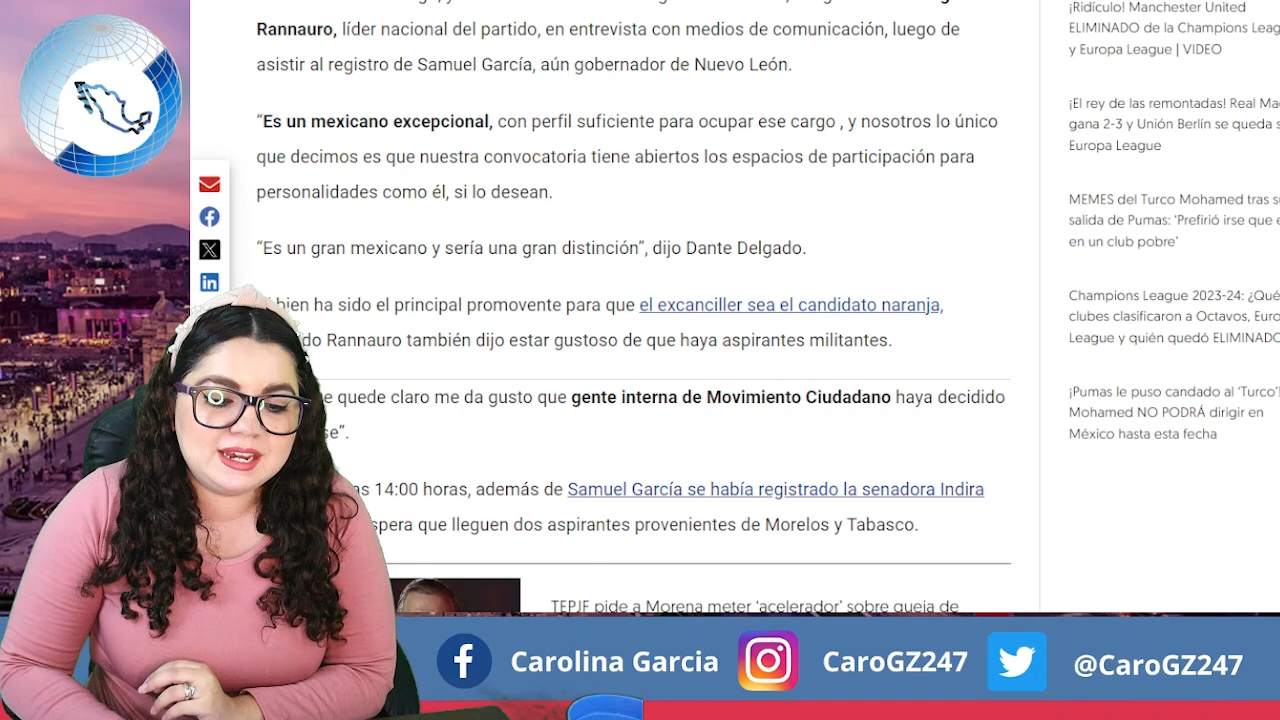 Rannauro, líder nacional del partido, en entrevista con medios de comunicación, luego de
asistir al registro de Samuel García, aún gobernador de Nuevo León.
“Es un mexicano excepcional, con perfil suficiente para ocupar ese cargo , y nosotros lo único
que decimos es que nuestra convocatoria tiene abiertos los espacios de participación para
personalidades como él, si lo desean.
“Es un gran mexicano y sería una gran distinción”, dijo Dante Delgado.
bien ha sido el principal promovente para que el excanciller sea el candidato naranja,
Rannauro también dijo estar gustoso de que haya aspirantes militantes.
quede claro me da gusto que gente interna de Movimiento Ciudadano haya decidido
14:00 horas, además de Samuel García se había registrado la senadora Indira
que lleguen dos aspirantes provenientes de Morelos y Tabasco.
TEPJF pide a Morena meter ‘acelerador’ sobre queja de
¡Ridículo! Manchester United
ELIMINADO de la Champions
y Europa League | VIDEO
¡El rey de las remontadas! Real
gana 2-3 y Unión Berlín se queda
Europa League
MEMES del Turco Mohamed tras
salida de Pumas: ‘Prefirió irse que
en un club pobre’
Champions League 2023-24: ¿Qué
clubes clasificaron a Octavos,
League y quién quedó ELIMINADO
¡Pumas le puso candado al ‘Turco’!
Mohamed NO PODRÁ dirigir en
México hasta esta fecha
Carolina Garcia
CaroGZ247
@CaroGZ247